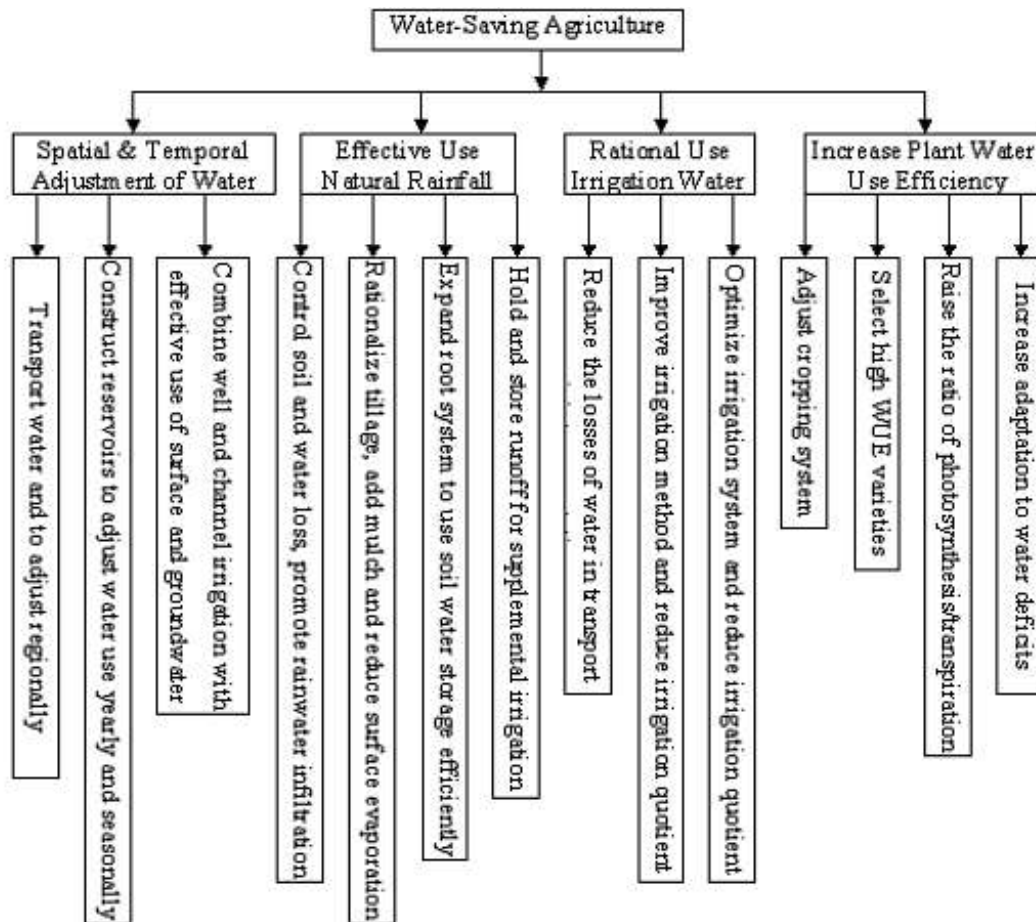 Water-Saving Agriculture
Spatial & Temporal
Adjustment of Water
Effective Use
Natural Rainfall
Rational Use
Irrigation Water
Increase Plant Water
Use Efficiency
Transport water and to adjust regionally
Construct reservoirs to adjust water use yearly and seasonally
Combine well and channel irrigation with
effective use of surface and groundwater
Control soil and water loss, promote rainwater infiltration
Rationalize tillage, add mulch and reduce surface evaporation
Expand root system to use soil water storage efficiently
Hold and store runoff for supplemental irrigation
Reduce the losses of water in transport
Improve irrigation method and reduce irrigation quotient
Optimize irrigation system and reduce irrigation quotient
Adjust cropping system
Select high WUE varieties
Raise the ratio of photosynthesis/transpiration
Increase adaptation to water deficits